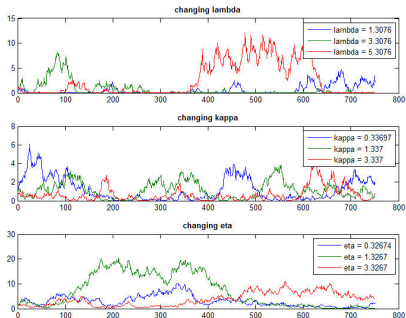 changing lambda
15
10
5
0
lambda = 1.3076
lambda = 3.3076
lambda = 5.3076
0 100 200 300 400 500 600 700 800
changing kappa
8
6
4
2
0
kappa = 0.33697
kappa = 1.337
kappa = 3.337
0 100 200 300 400 500 600 700 800
changing eta
30
20
10
0
eta = 0.32674
eta = 1.3267
eta = 3.3267
0 100 200 300 400 500 600 700 800